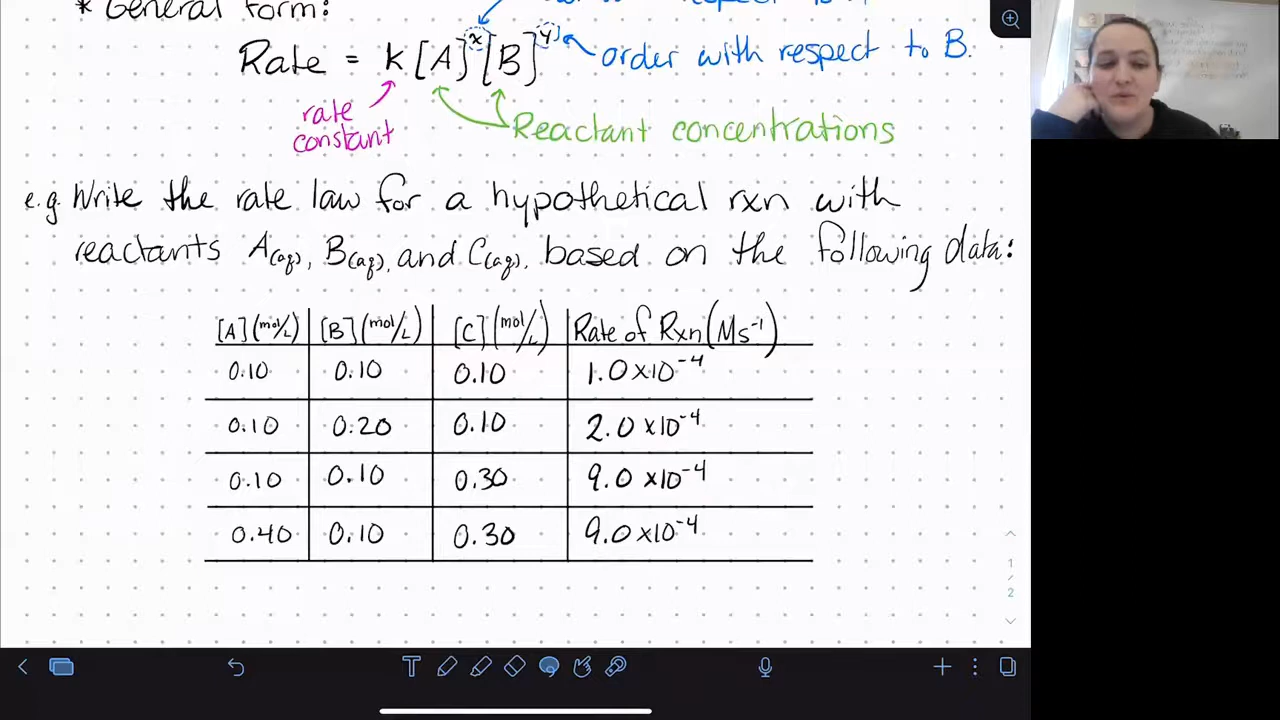 * General form:
Rate = K[A]^x[B]^y
order with respect to B.
rate
constant
Reactant concentrations
e.g. Write the rate law for a hypothetical rxn with
reactants A(aq), B(aq), and C(aq), based on the following data:
[A](mol/L) [B](mol/L) [C](mol/L) Rate of Rxn(Ms⁻¹)
0.10 0.10 0.10 1.0×10⁻⁴
0.10 0.20 0.10 2.0×10⁻⁴
0.10 0.10 0.30 9.0×10⁻⁴
0.40 0.10 0.30 9.0×10⁻⁴
1
/
2
T